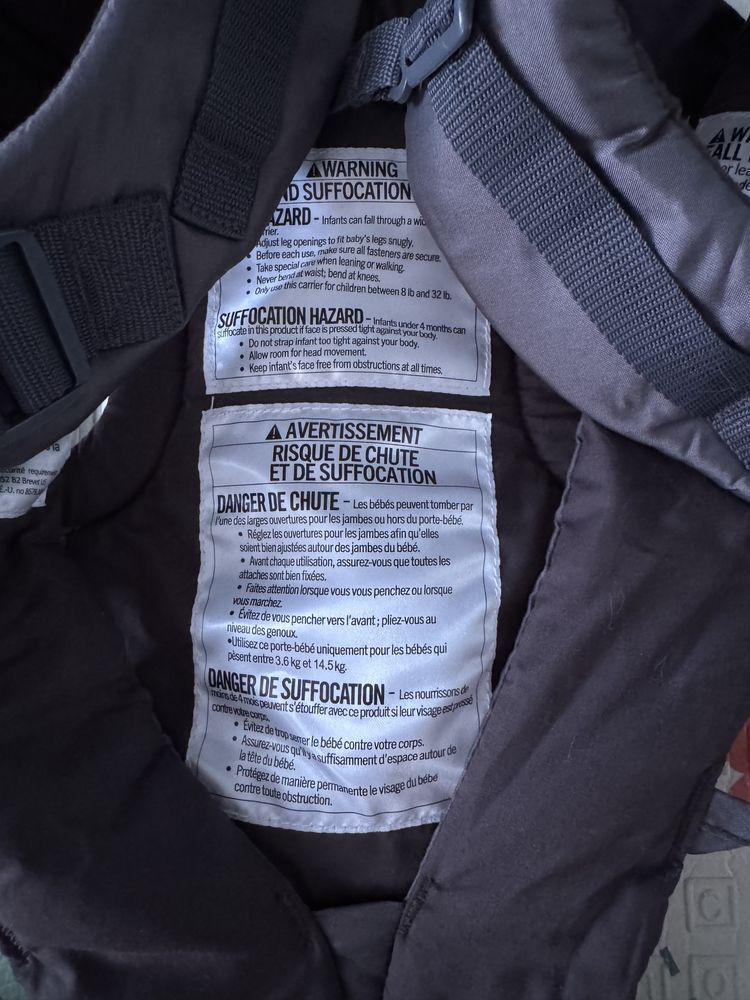 WARNING
ND SUFFOCATION
AZARD - Infants can fall through a wid
rrier.
Adjust leg openings to fit baby's legs snugly.
• Before each use, make sure all fasteners are secure.
• Take special care when leaning or walking.
• Never bend at waist; bend at knees.
• Only use this carrier for children between 8 lb and 32 lb.
SUFFOCATION HAZARD - Infants under 4 months can
suffocate in this product if face is pressed tight against your body.
• Do not strap infant too tight against your body.
• Allow room for head movement.
• Keep infant's face free from obstructions at all times.
AVERTISSEMENT
RISQUE DE CHUTE
ET DE SUFFOCATION
DANGER DE CHUTE - Les bébés peuvent tomber par
l'une des larges ouvertures pour les jambes ou hors du porte-bébé.
• Réglez les ouvertures pour les jambes afin qu'elles
soient bien ajustées autour des jambes du bébé.
• Avant chaque utilisation, assurez-vous que toutes les
attaches sont bien fixées.
• Faites attention lorsque vous vous penchez ou lorsque
vous marchez.
• Évitez de vous pencher vers l'avant ; pliez-vous au
niveau des genoux.
•Utilisez ce porte-bébé uniquement pour les bébés qui
pèsent entre 3.6 kg et 14.5 kg.
DANGER DE SUFFOCATION - Les nourrissons de
moins de 4 mois peuvent s'étouffer avec ce produit si leur visage est pressé
contre votre corps.
• Évitez de trop serrer le bébé contre votre corps.
• Assurez-vous qu'il y a suffisamment d'espace autour de
la tête du bébé.
• Protégez de manière permanente le visage du bébé
contre toute obstruction.
WA
ALL
or lea
de
la
écurité requirement
C